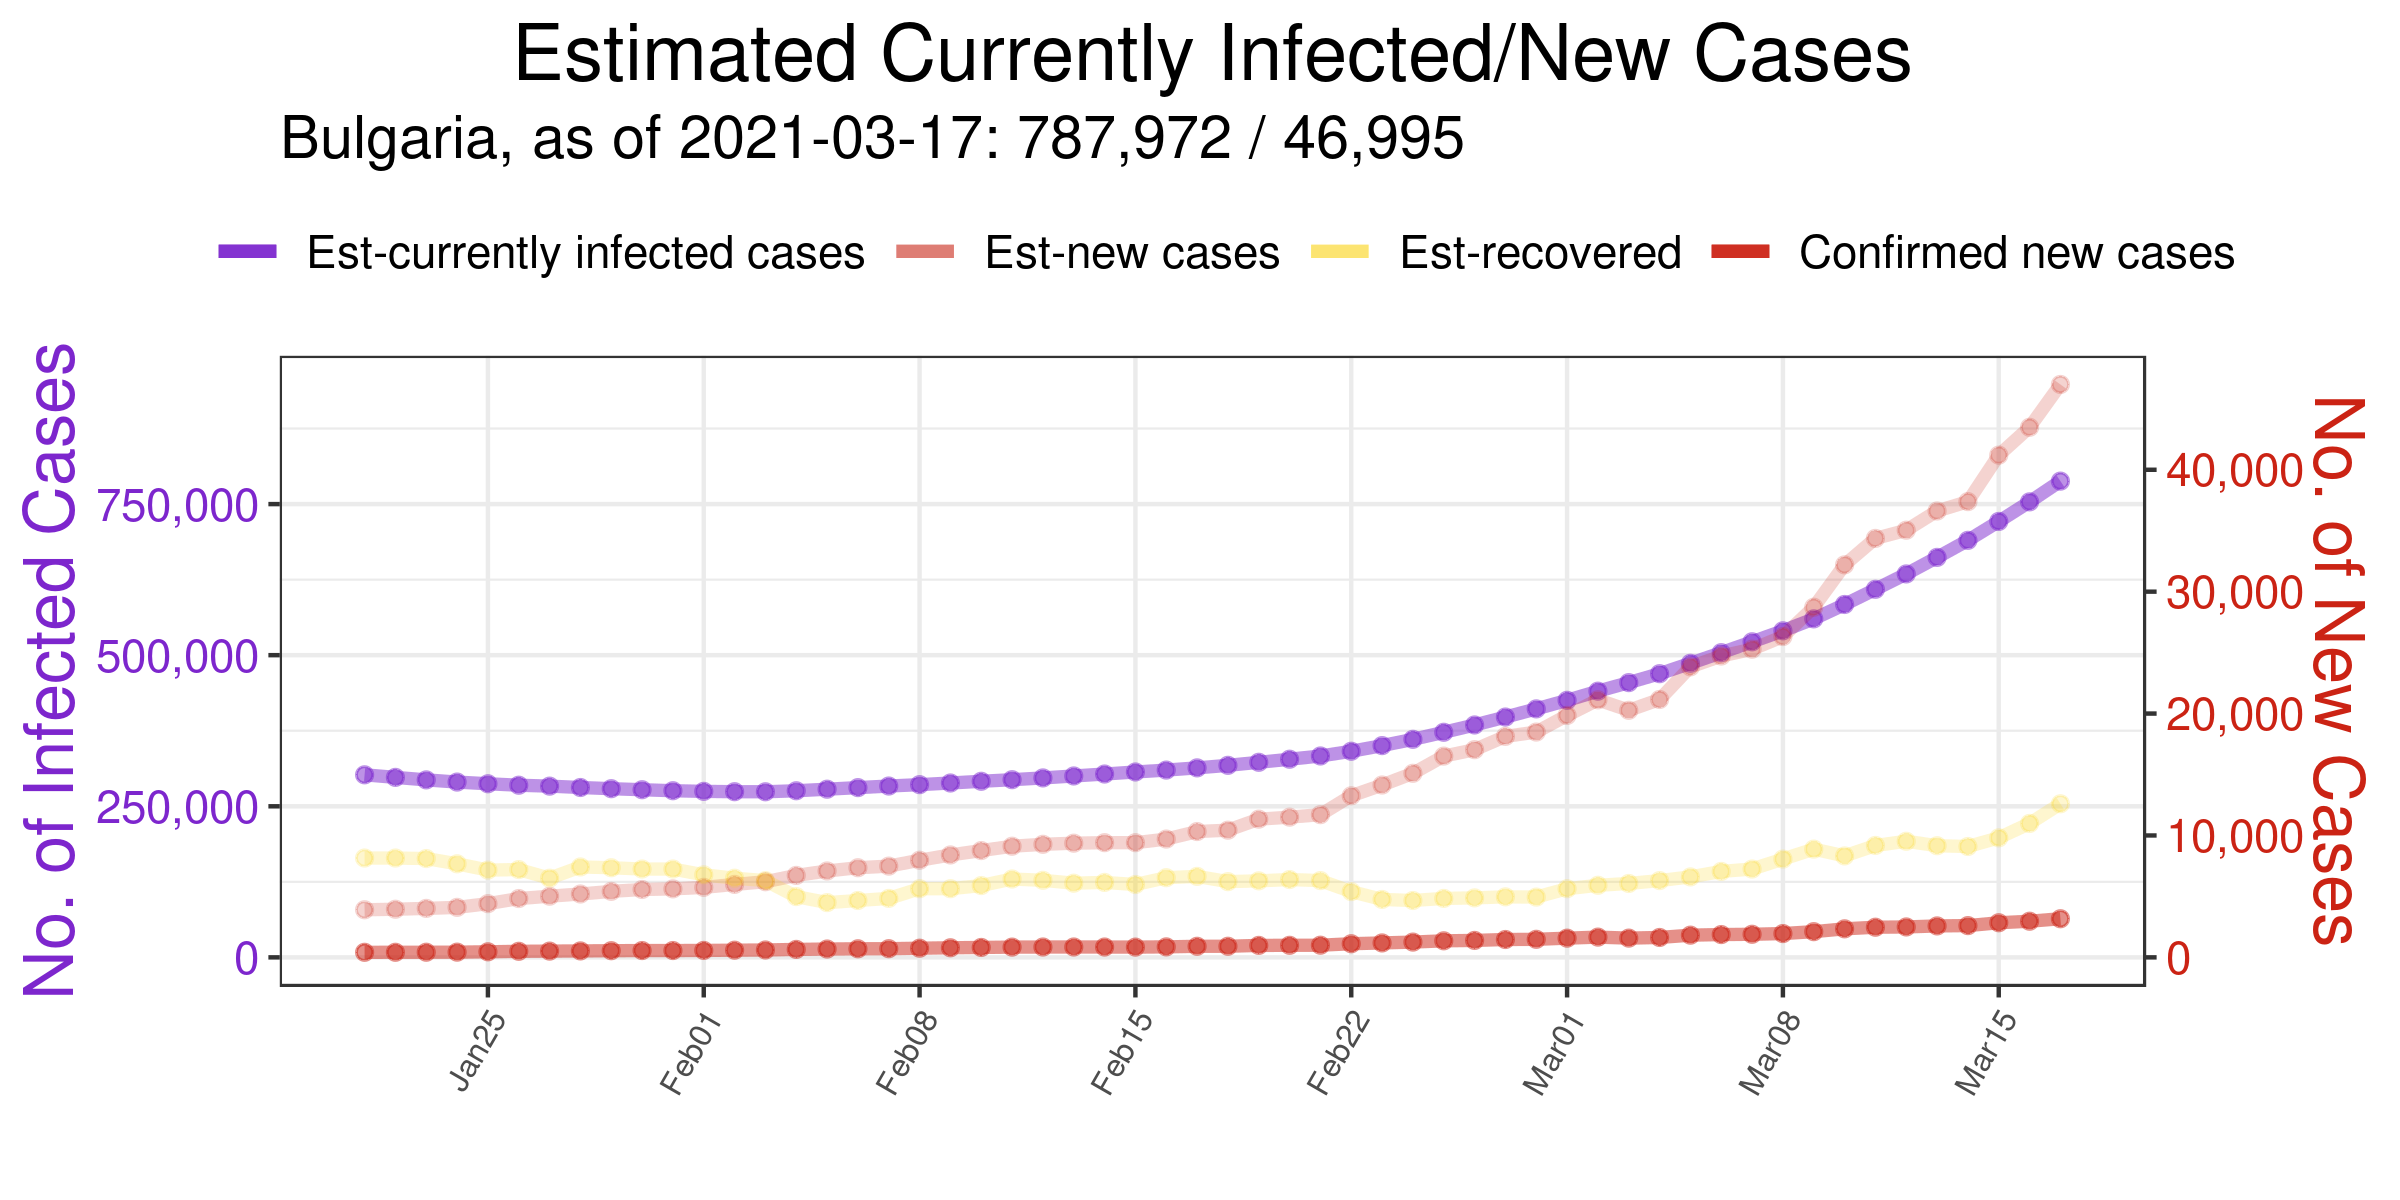 Estimated Currently Infected/New Cases
Bulgaria, as of 2021-03-17: 787,972 / 46,995
Est-currently infected cases Est-new cases Est-recovered Confirmed new cases
No. of Infected Cases
750,000
500,000
250,000
0
40,000
30,000
20,000
10,000
0
No. of New Cases
Jan25 Feb01 Feb08 Feb15 Feb22 Mar01 Mar08 Mar15